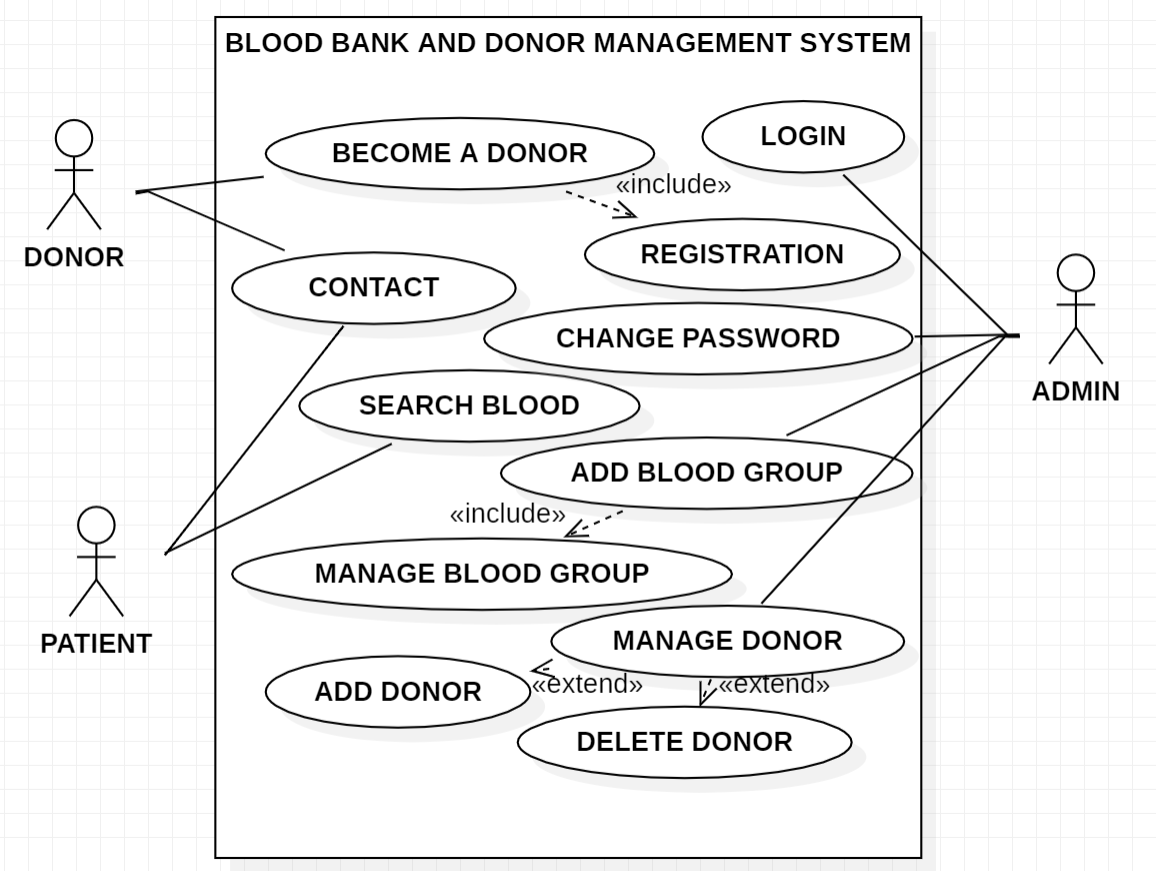 BLOOD BANK AND DONOR MANAGEMENT SYSTEM
LOGIN
BECOME A DONOR
«include»
REGISTRATION
DONOR
CONTACT
CHANGE PASSWORD
ADMIN
SEARCH BLOOD
ADD BLOOD GROUP
«include»
MANAGE BLOOD GROUP
PATIENT
MANAGE DONOR
ADD DONOR
«extend»
«extend»
DELETE DONOR